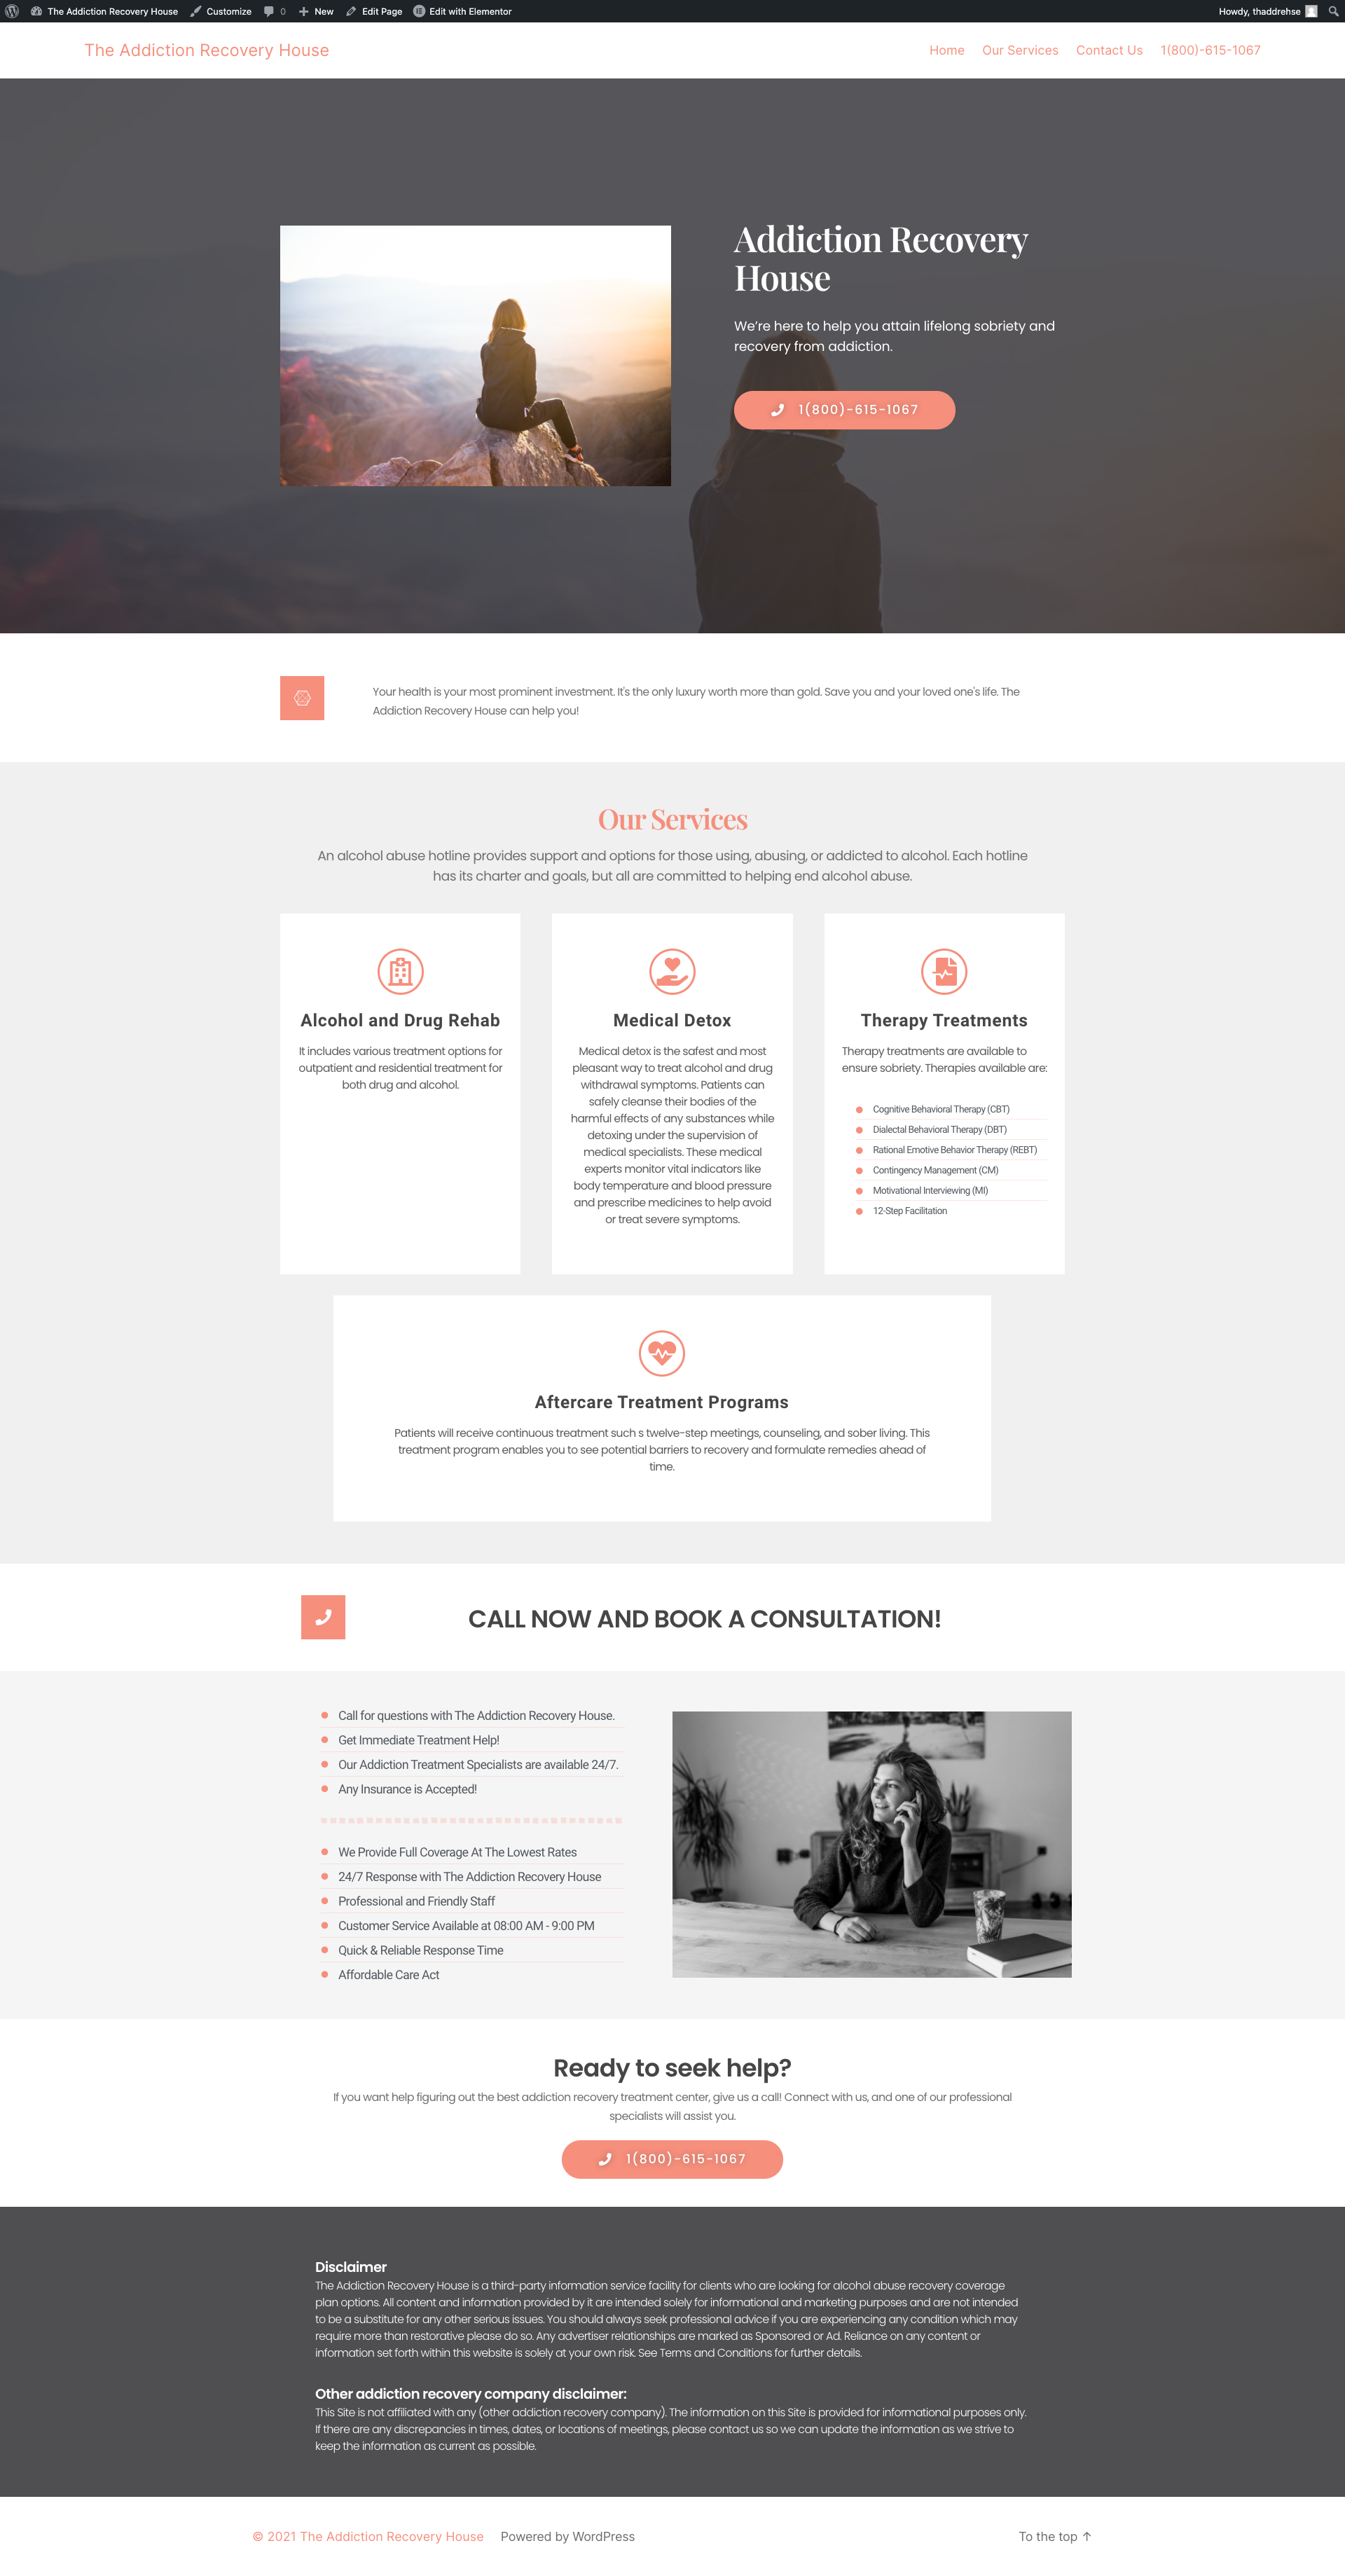 The Addiction Recovery House Customize 0 New Edit Page Edit with Elementor Howdy, thaddrehse
The Addiction Recovery House Home Our Services Contact Us 1(800)-615-1067
Addiction Recovery
House
We're here to help you attain lifelong sobriety and
recovery from addiction.
1(800)-615-1067
Your health is your most prominent investment. It's the only luxury worth more than gold. Save you and your loved one's life. The
Addiction Recovery House can help you!
Our Services
An alcohol abuse hotline provides support and options for those using, abusing, or addicted to alcohol. Each hotline
has its charter and goals, but all are committed to helping end alcohol abuse.
Alcohol and Drug Rehab
It includes various treatment options for
outpatient and residential treatment for
both drug and alcohol.
Medical Detox
Medical detox is the safest and most
pleasant way to treat alcohol and drug
withdrawal symptoms. Patients can
safely cleanse their bodies of the
harmful effects of any substances while
detoxing under the supervision of
medical specialists. These medical
experts monitor vital indicators like
body temperature and blood pressure
and prescribe medicines to help avoid
or treat severe symptoms.
Therapy Treatments
Therapy treatments are available to
ensure sobriety. Therapies available are:
Cognitive Behavioral Therapy (CBT)
Dialectal Behavioral Therapy (DBT)
Rational Emotive Behavior Therapy (REBT)
Contingency Management (CM)
Motivational Interviewing (MI)
12-Step Facilitation
Aftercare Treatment Programs
Patients will receive continuous treatment such s twelve-step meetings, counseling, and sober living. This
treatment program enables you to see potential barriers to recovery and formulate remedies ahead of
time.
CALL NOW AND BOOK A CONSULTATION!
Call for questions with The Addiction Recovery House.
Get Immediate Treatment Help!
Our Addiction Treatment Specialists are available 24/7.
Any Insurance is Accepted!
We Provide Full Coverage At The Lowest Rates
24/7 Response with The Addiction Recovery House
Professional and Friendly Staff
Customer Service Available at 08:00 AM - 9:00 PM
Quick & Reliable Response Time
Affordable Care Act
Ready to seek help?
If you want help figuring out the best addiction recovery treatment center, give us a call! Connect with us, and one of our professional
specialists will assist you.
1(800)-615-1067
Disclaimer
The Addiction Recovery House is a third-party information service facility for clients who are looking for alcohol abuse recovery coverage
plan options. All content and information provided by it are intended solely for informational and marketing purposes and are not intended
to be a substitute for any other serious issues. You should always seek professional advice if you are experiencing any condition which may
require more than restorative please do so. Any advertiser relationships are marked as Sponsored or Ad. Reliance on any content or
information set forth within this website is solely at your own risk. See Terms and Conditions for further details.
Other addiction recovery company disclaimer:
This Site is not affiliated with any (other addiction recovery company). The information on this Site is provided for informational purposes only.
If there are any discrepancies in times, dates, or locations of meetings, please contact us so we can update the information as we strive to
keep the information as current as possible.
© 2021 The Addiction Recovery House Powered by WordPress To the top ↑